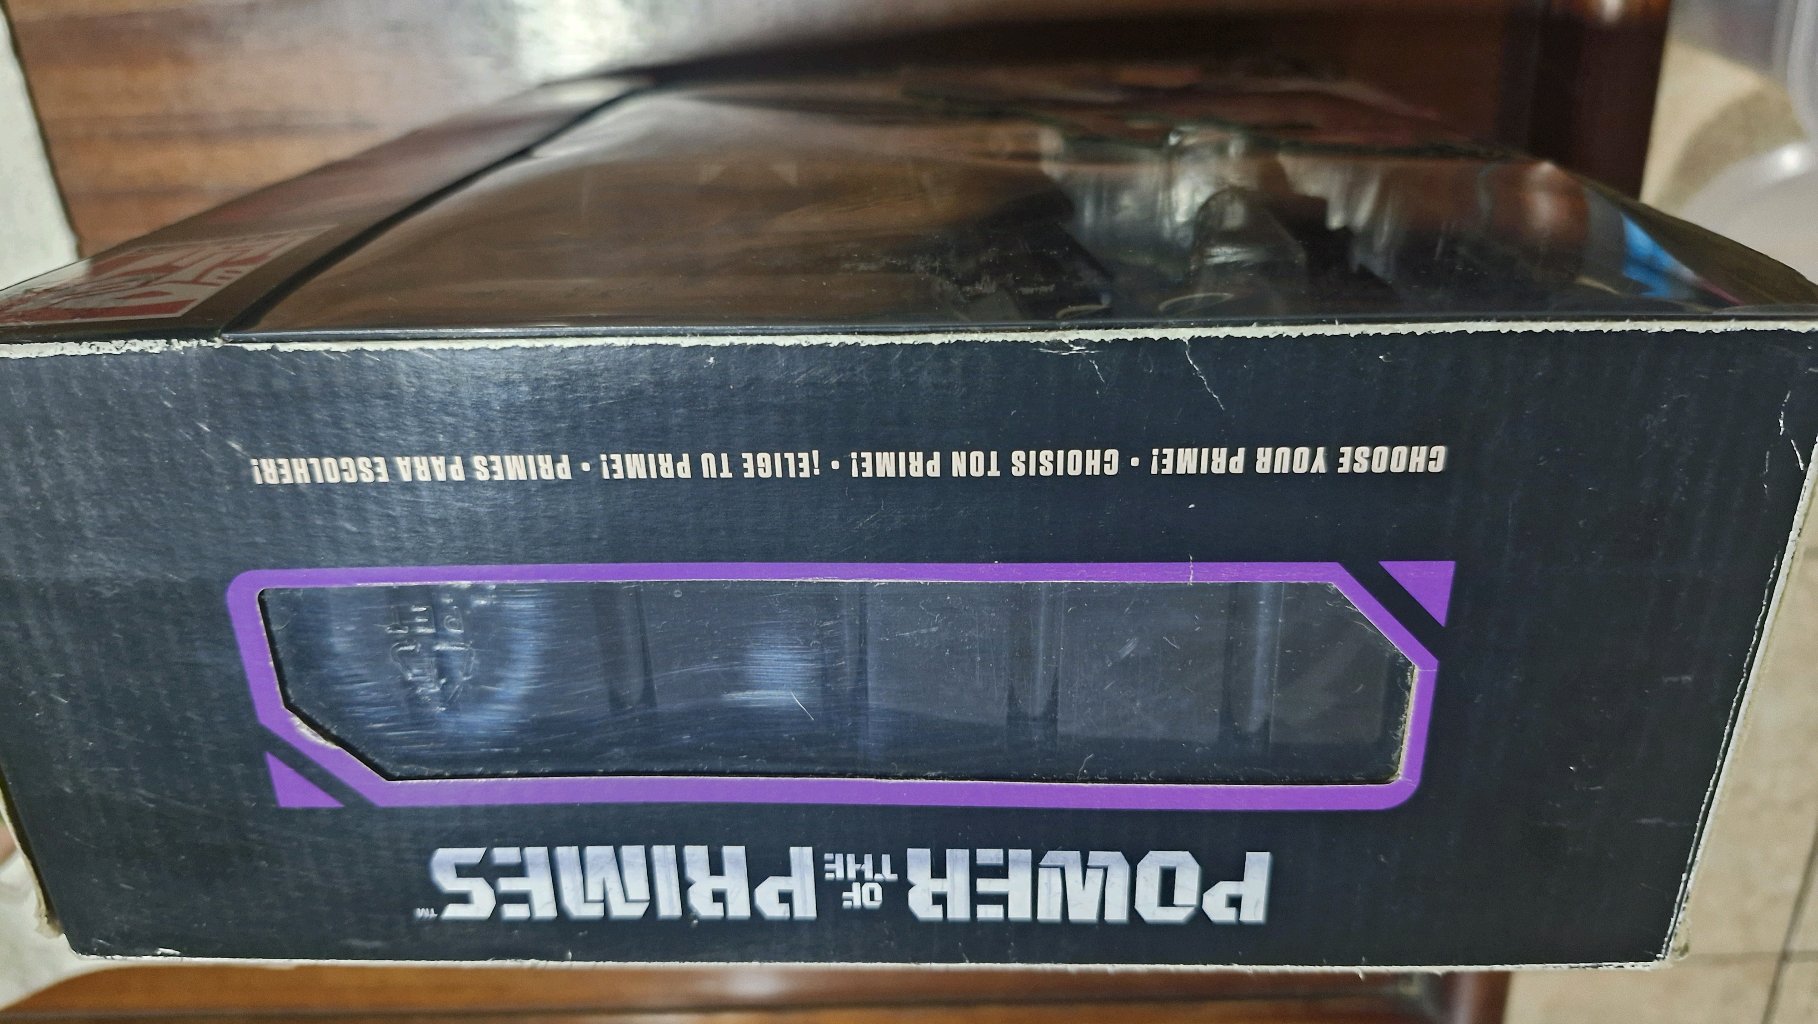 POWER OF THE PRIMES™
CHOOSE YOUR PRIME! • CHOISIS TON PRIME! • ¡ELIGE TU PRIME! • PRIMES PARA ESCOLHER!